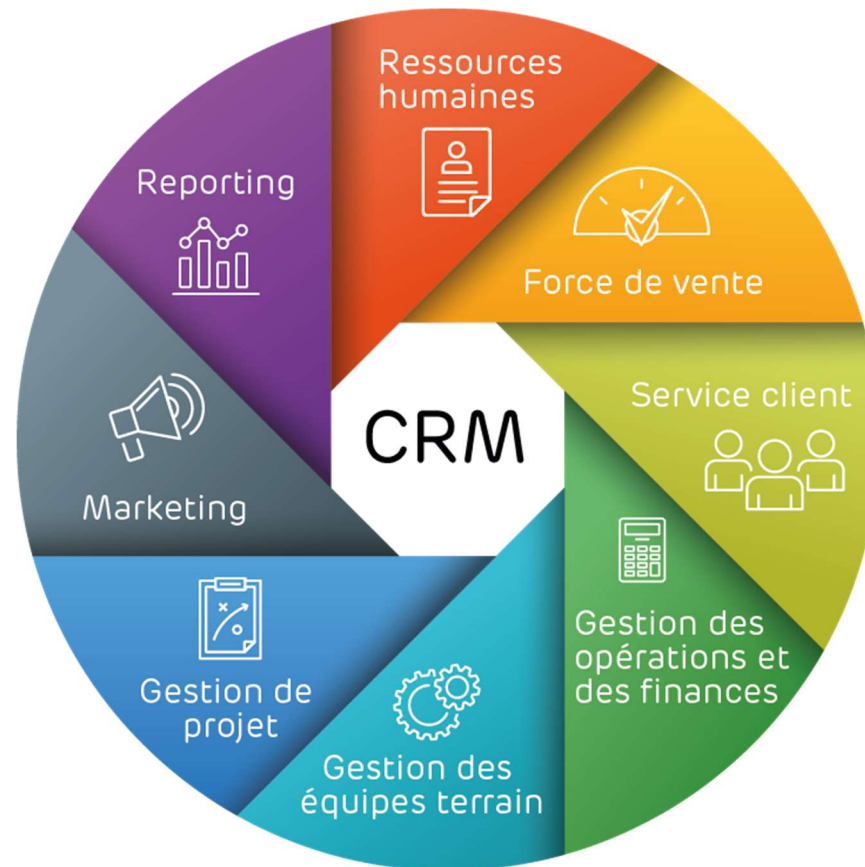 Ressources
humaines
Force de vente
Service client
Gestion des
opérations et
des finances
Gestion des
équipes terrain
Gestion de
projet
Marketing
Reporting
CRM